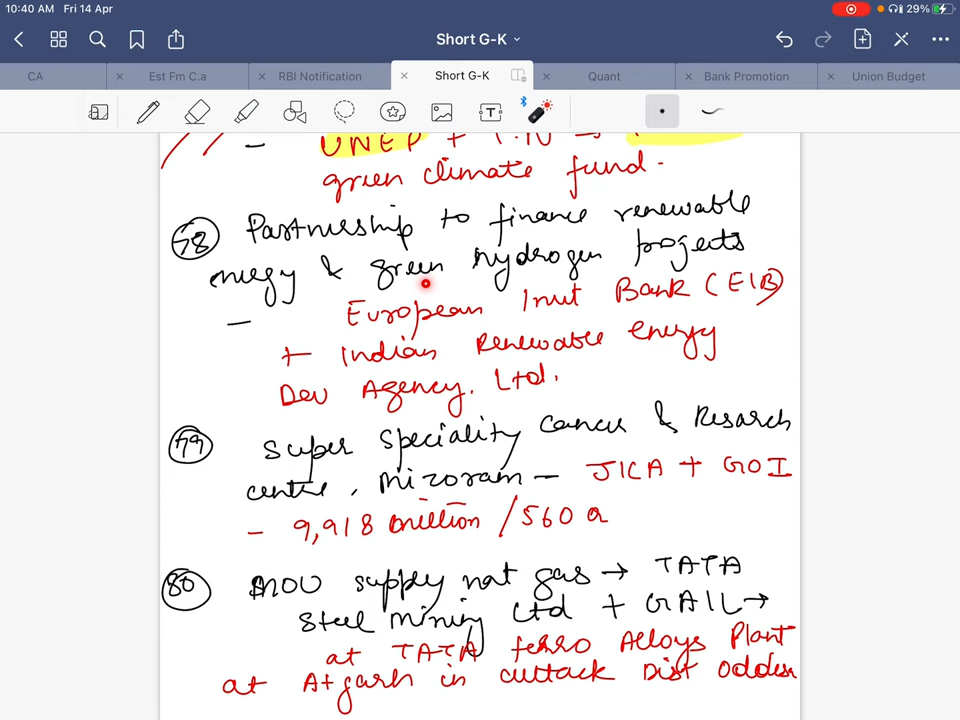 10:40 AM Fri 14 Apr
29%
Short G-K
CA
Est Fm C.a
RBI Notification
Short G-K
Quant
Bank Promotion
Union Budget
- UNEP +
green climate fund.
78 Partnership to finance renewable
energy & green hydrogen projects
- European Invt Bank (EIB)
+ Indian Renewable energy
Dev Agency. Ltd.
79 Super Speciality Cancer & Resarch
centre, Mizoram - JICA + GOI
- 9,918 million / 560 cr
80 MOU supply nat gas → TATA
Steel mining Ltd + GAIL →
at TATA ferro Alloys Plant
at Atgarh in cuttack Dist